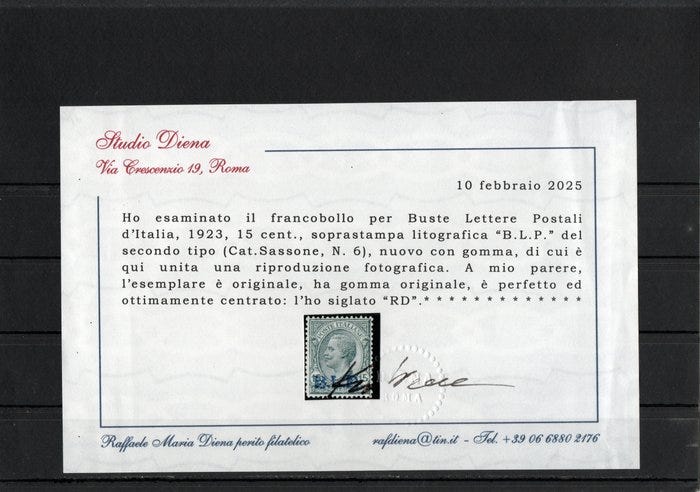 Studio Diena
Via Crescenzio 19, Roma
10 febbraio 2025
Ho esaminato il francobollo per Buste Lettere Postali
d'Italia, 1923, 15 cent., soprastampa litografica “B.L.P.” del
secondo tipo (Cat.Sassone, N. 6), nuovo con gomma, di cui è
qui unita una riproduzione fotografica. A mio parere,
l'esemplare è originale, ha gomma originale, è perfetto ed
ottimamente centrato: l'ho siglato “RD”.* * * * * * * * * * * * *
POSTE ITALIANE
B.L.P.
ROMA
Raffaele Maria Diena perito filatelico
rafdiena@tin.it - Tel. +39 06 6880 2176